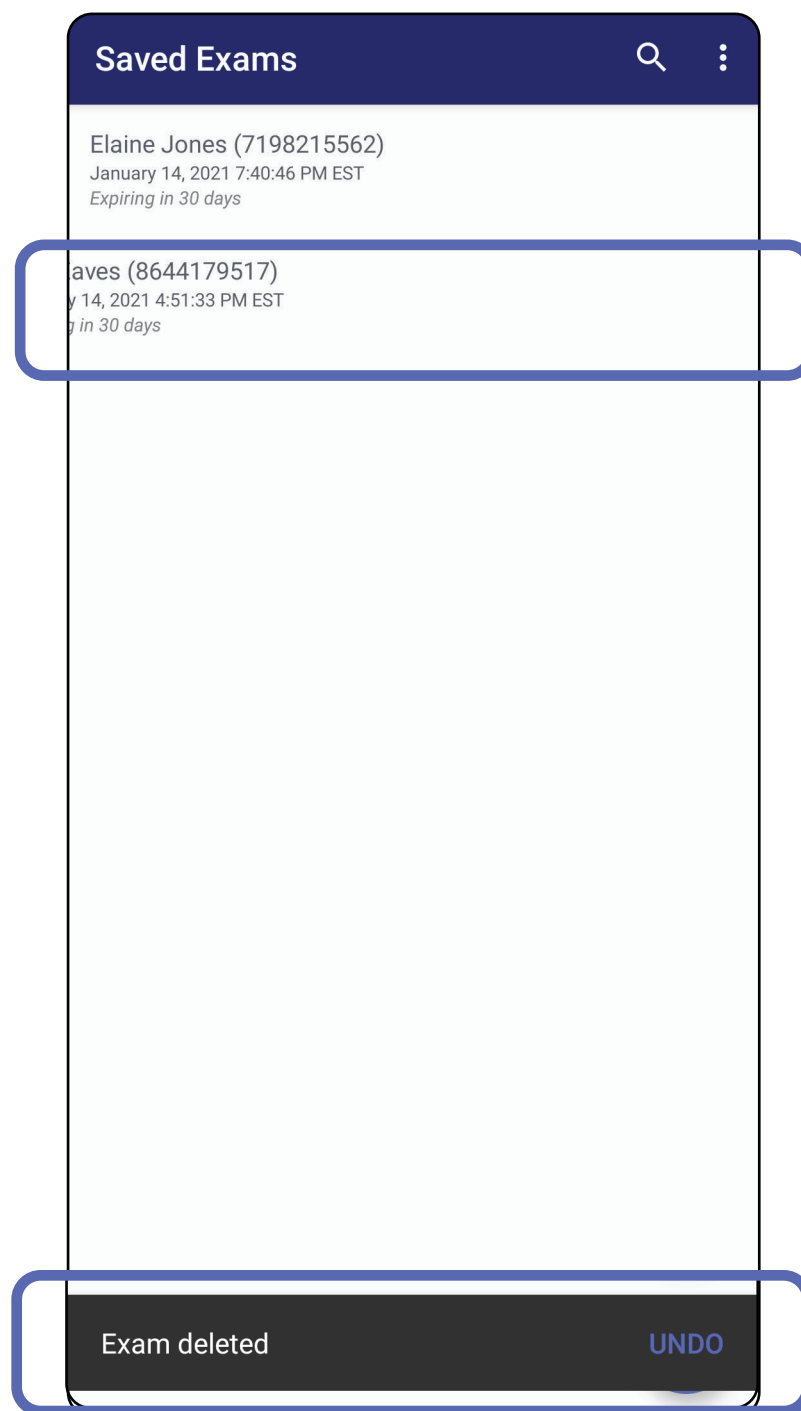 Saved Exams
Elaine Jones (7198215562)
January 14, 2021 7:40:46 PM EST
Expiring in 30 days
aves (8644179517)
y 14, 2021 4:51:33 PM EST
g in 30 days
Exam deleted UNDO